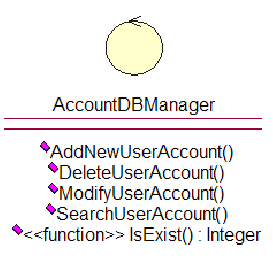 AccountDBManager
AddNewUserAccount()
DeleteUserAccount()
ModifyUserAccount()
SearchUserAccount()
<<function>> IsExist() : Integer